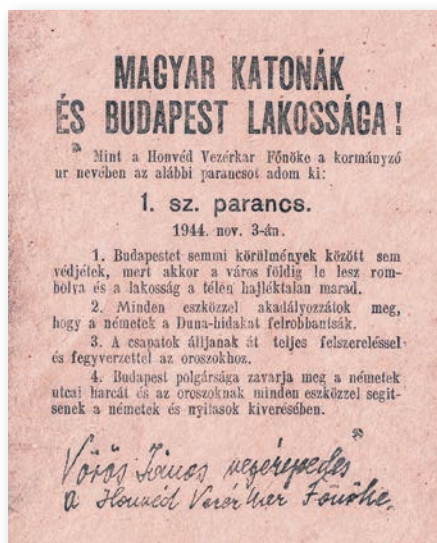 MAGYAR KATONÁK
ÉS BUDAPEST LAKOSSÁGA!
Mint a Honvéd Vezérkar Főnöke a kormányzó
ur nevében az alábbi parancsot adom ki:
1. sz. parancs.
1944. nov. 3-án.
1. Budapestet semmi körülmények között sem
védjétek, mert akkor a város földig le lesz rom-
bolva és a lakosság a télen hajléktalan marad.
2. Minden eszközzel akadályozzátok meg,
hogy a németek a Duna-hidakat felrobbantsák.
3. A csapatok álljanak át teljes felszereléssel
és fegyverzettel az oroszokhoz.
4. Budapest polgársága zavarja meg a németek
utcai harcát és az oroszoknak minden eszközzel segit-
senek a németek és nyilasok kiverésében.
Vörös János vezérezredes
a Honvéd Vezérkar Főnöke.